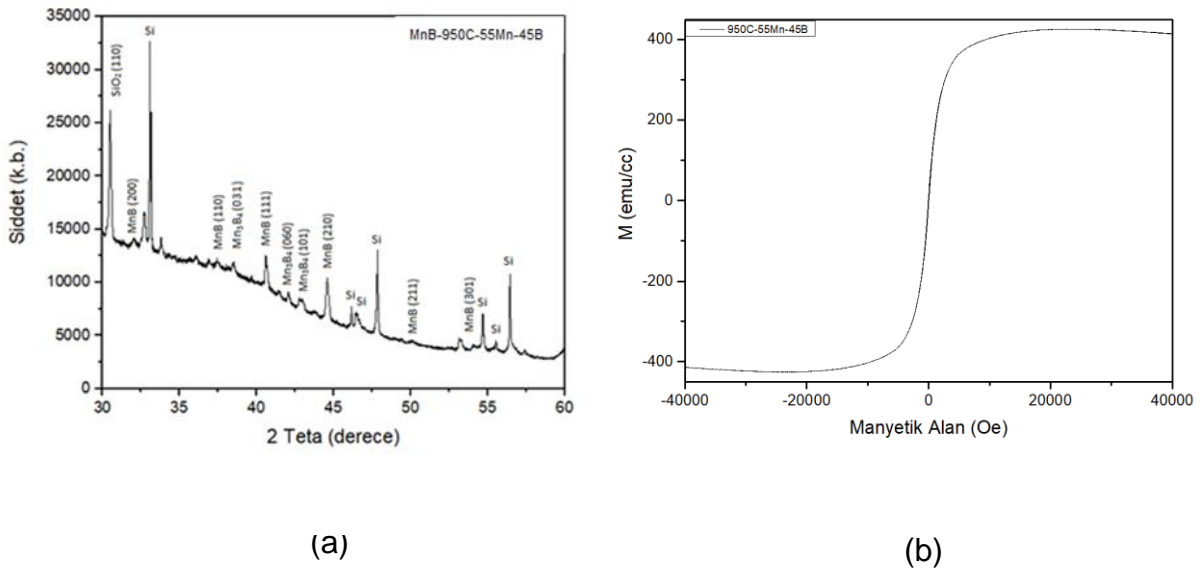 35000
30000
25000
20000
15000
10000
5000
0
Siddet (k.b.)
MnB-950C-55Mn-45B
SiO₂ (110)
MnB (200)
Si
MnB (110)
Mn₃B₄ (031)
MnB (111)
Mn₃B₄ (060)
Mn₃B₄ (101)
MnB (210)
Si
Si
Si
MnB (211)
MnB (301)
Si
Si
Si
30 35 40 45 50 55 60
2 Teta (derece)
(a)
950C-55Mn-45B
400
200
0
-200
-400
M (emu/cc)
-40000 -20000 0 20000 40000
Manyetik Alan (Oe)
(b)